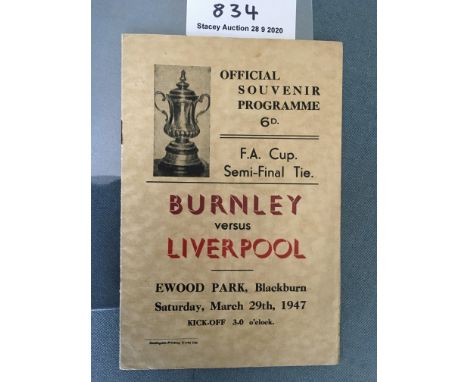 834
Stacey Auction 28 9 2020
OFFICIAL
SOUVENIR
PROGRAMME
6D.
F.A. Cup.
Semi-Final Tie.
BURNLEY
versus
LIVERPOOL
EWOOD PARK, Blackburn
Saturday, March 29th, 1947
KICK-OFF 3.0 o'clock.